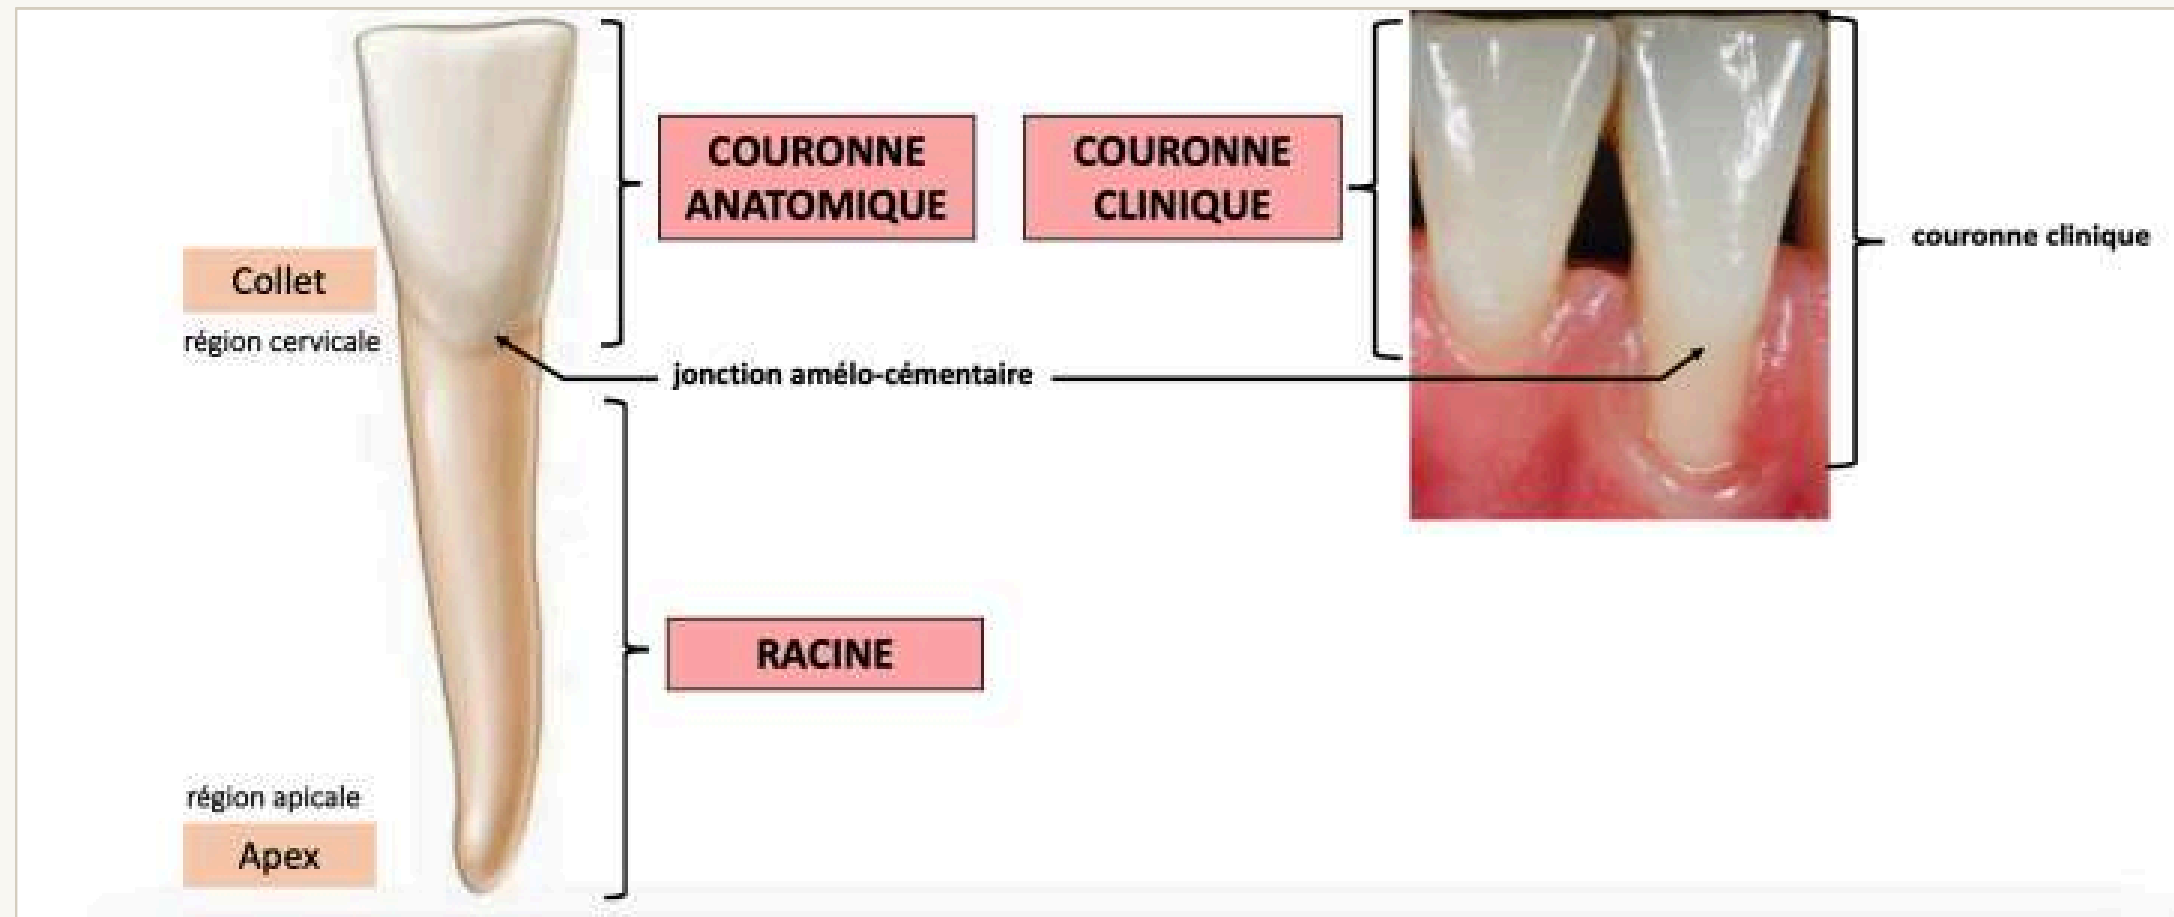 COURONNE
ANATOMIQUE
COURONNE
CLINIQUE
couronne clinique
Collet
région cervicale
jonction amélo-cémentaire
RACINE
région apicale
Apex